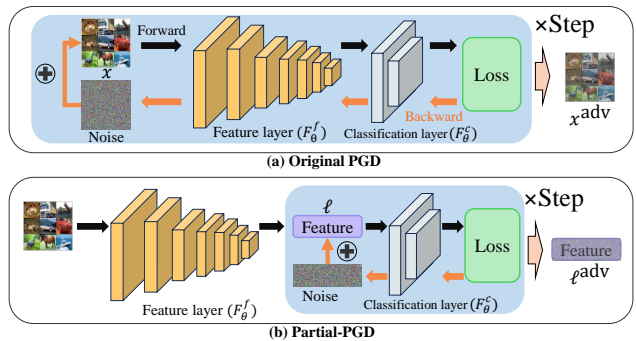 ×Step
Forward
x
Loss
Backward
Noise
Feature layer (F_θ^f)
Classification layer (F_θ^c)
x^adv
(a) Original PGD
×Step
ℓ
Feature
Loss
Feature
ℓ^adv
Noise
Feature layer (F_θ^f)
Classification layer (F_θ^c)
(b) Partial-PGD